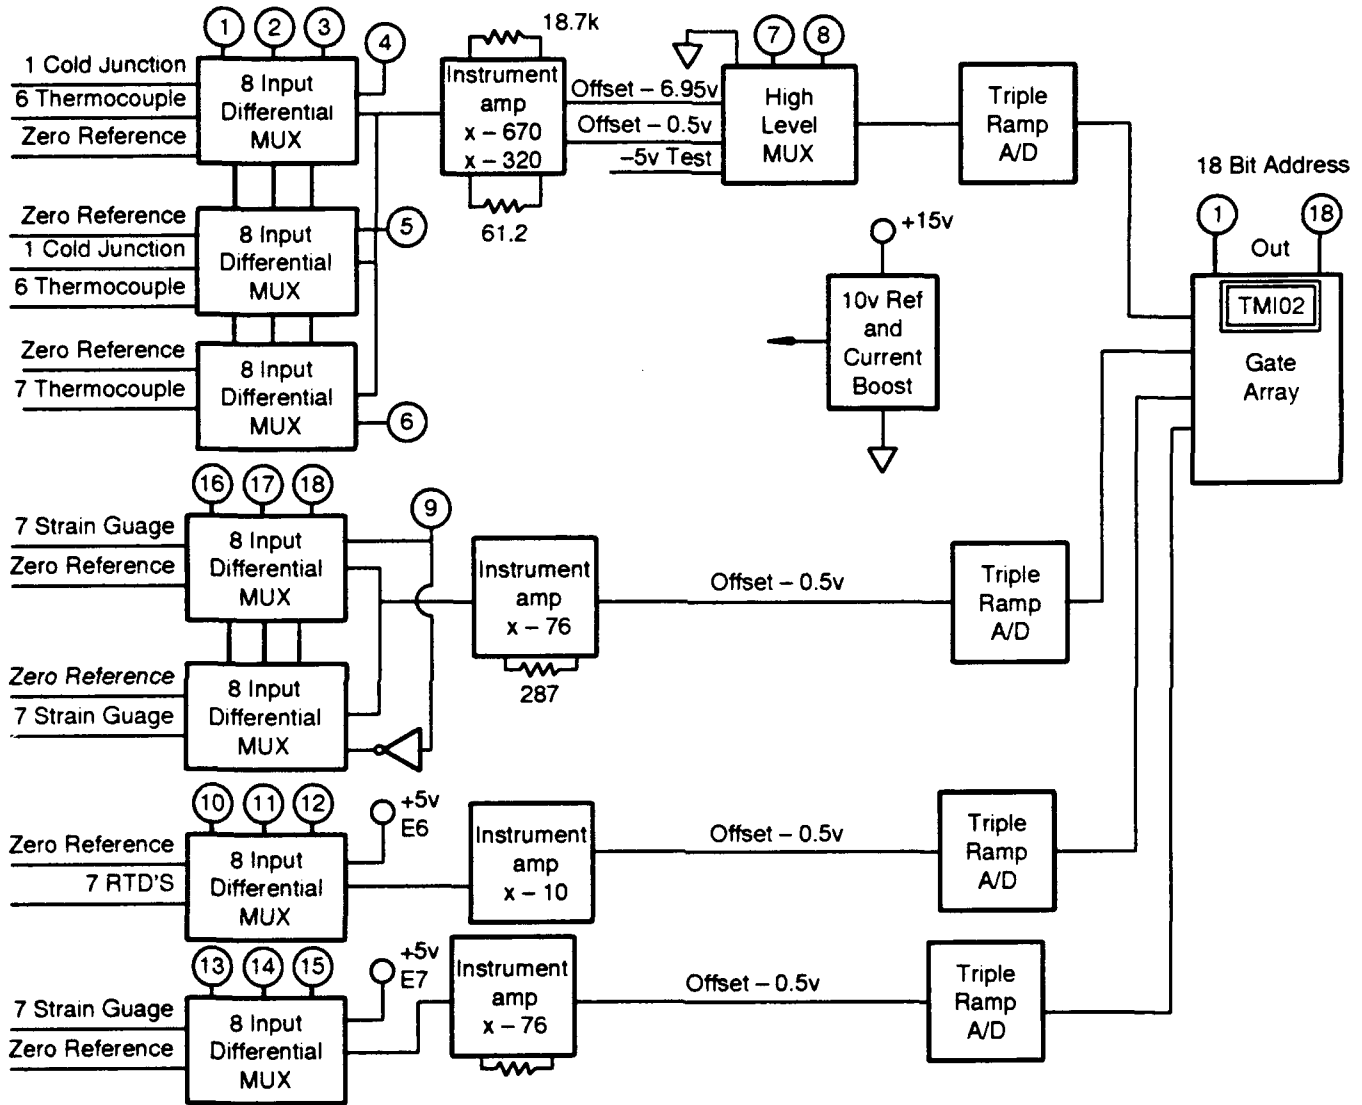 1
2
3
4
18.7k
7
8
1 Cold Junction
6 Thermocouple
Zero Reference
8 Input
Differential
MUX
Instrument
amp
x – 670
x – 320
61.2
Offset – 6.95v
Offset – 0.5v
–5v Test
High
Level
MUX
Triple
Ramp
A/D
18 Bit Address
1
18
Out
TMI02
Gate
Array
Zero Reference
1 Cold Junction
6 Thermocouple
8 Input
Differential
MUX
5
+15v
10v Ref
and
Current
Boost
Zero Reference
7 Thermocouple
8 Input
Differential
MUX
6
16
17
18
9
7 Strain Guage
Zero Reference
8 Input
Differential
MUX
Instrument
amp
x – 76
287
Offset – 0.5v
Triple
Ramp
A/D
Zero Reference
7 Strain Guage
8 Input
Differential
MUX
10
11
12
+5v
E6
Zero Reference
7 RTD'S
8 Input
Differential
MUX
Instrument
amp
x – 10
Offset – 0.5v
Triple
Ramp
A/D
13
14
15
+5v
E7
7 Strain Guage
Zero Reference
8 Input
Differential
MUX
Instrument
amp
x – 76
Offset – 0.5v
Triple
Ramp
A/D